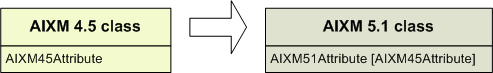 AIXM 4.5 class
AIXM45Attribute
AIXM 5.1 class
AIXM51Attribute [AIXM45Attribute]